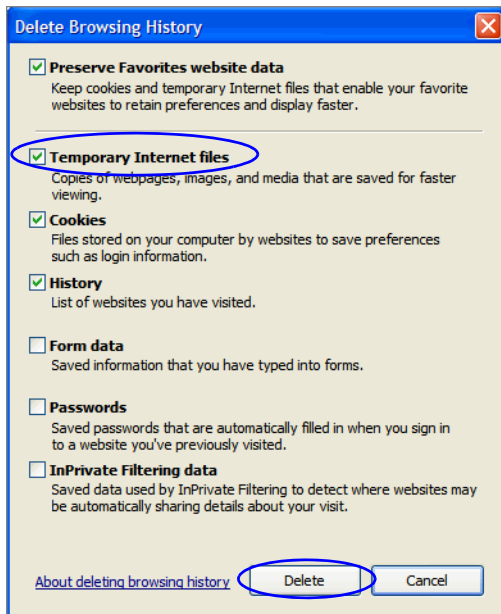 Delete Browsing History
Preserve Favorites website data
Keep cookies and temporary Internet files that enable your favorite
websites to retain preferences and display faster.
Temporary Internet files
Copies of webpages, images, and media that are saved for faster
viewing.
Cookies
Files stored on your computer by websites to save preferences
such as login information.
History
List of websites you have visited.
Form data
Saved information that you have typed into forms.
Passwords
Saved passwords that are automatically filled in when you sign in
to a website you've previously visited.
InPrivate Filtering data
Saved data used by InPrivate Filtering to detect where websites may
be automatically sharing details about your visit.
About deleting browsing history Delete Cancel